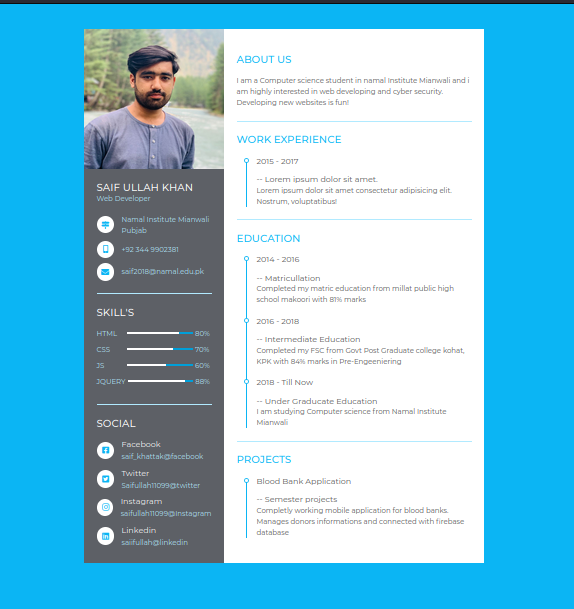 SAIF ULLAH KHAN
Web Developer
Namal Institute Mianwali
Pubjab
+92 344 9902381
saif2018@namal.edu.pk
SKILL'S
HTML 80%
CSS 70%
JS 60%
JQUERY 88%
SOCIAL
Facebook
saif_khattak@facebook
Twitter
Saifullah11099@twitter
Instagram
saifullah11099@Instagram
Linkedin
saiifullah@linkedin
ABOUT US
I am a Computer science student in namal Institute Mianwali and i
am highly interested in web developing and cyber security.
Developing new websites is fun!
WORK EXPERIENCE
2015 - 2017
-- Lorem ipsum dolor sit amet.
Lorem ipsum dolor sit amet consectetur adipisicing elit.
Nostrum, voluptatibus!
EDUCATION
2014 - 2016
-- Matricullation
Completed my matric education from millat public high
school makoori with 81% marks
2016 - 2018
-- Intermediate Education
Completed my FSC from Govt Post Graduate college kohat,
KPK with 84% marks in Pre-Engeeniering
2018 - Till Now
-- Under Graducate Education
I am studying Computer science from Namal Institute
Mianwali
PROJECTS
Blood Bank Application
-- Semester projects
Completly working mobile application for blood banks.
Manages donors informations and connected with firebase
database